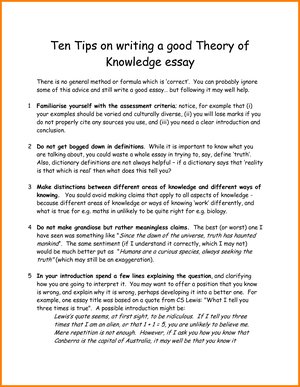 Ten Tips on writing a good Theory of
Knowledge essay
There is no general method or formula which is 'correct'. You can probably ignore
some of this advice and still write a good essay… but following it may well help.
1 Familiarise yourself with the assessment criteria; notice, for example that (i)
your examples should be varied and culturally diverse, (ii) you will lose marks if you
do not properly cite any sources you use, and (iii) you need a clear introduction and
conclusion.
2 Do not get bogged down in definitions. While it is important to know what you
are talking about, you could waste a whole essay in trying to, say, define 'truth'.
Also, dictionary definitions are not always helpful – if a dictionary says that 'reality
is that which is real' then what does this tell you?
3 Make distinctions between different areas of knowledge and different ways of
knowing. You should avoid making claims that apply to all aspects of knowledge –
because different areas of knowledge or ways of knowing 'work' differently, and
what is true for e.g. maths in unlikely to be quite right for e.g. biology.
4 Do not make grandiose but rather meaningless claims. The best (or worst) one I
have seen was something like "Since the dawn of the universe, truth has haunted
mankind". The same sentiment (if I understand it correctly, which I may not)
would be much better put as "Humans are a curious species, always seeking the
truth" (which may still be an exaggeration).
5 In your introduction spend a few lines explaining the question, and clarifying
how you are going to interpret it. You may want to offer a position that you know
is wrong, and explain why it is wrong, perhaps developing it into a better one. For
example, one essay title was based on a quote from CS Lewis: "What I tell you
three times is true". A possible introduction might be:
Lewis's quote seems, at first sight, to be ridiculous. If I tell you three
times that I am an alien, or that 1 + 1 = 5, you are unlikely to believe me.
Mere repetition is not enough. However, if I ask you how you know that
Canberra is the capital of Australia, it may well be that you know it